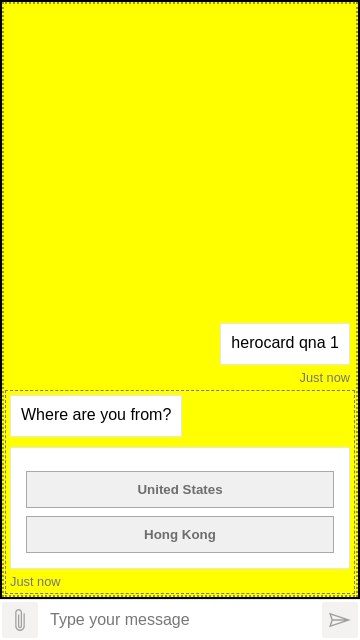 herocard qna 1
Just now
Where are you from?
United States
Hong Kong
Just now
Type your message